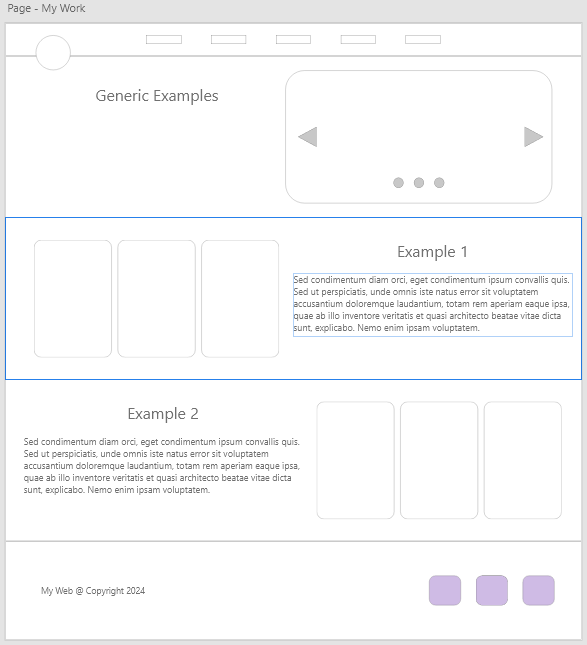 Page - My Work
Generic Examples
Example 1
Sed condimentum diam orci, eget condimentum ipsum convallis quis.
Sed ut perspiciatis, unde omnis iste natus error sit voluptatem
accusantium doloremque laudantium, totam rem aperiam eaque ipsa,
quae ab illo inventore veritatis et quasi architecto beatae vitae dicta
sunt, explicabo. Nemo enim ipsam voluptatem.
Example 2
Sed condimentum diam orci, eget condimentum ipsum convallis quis.
Sed ut perspiciatis, unde omnis iste natus error sit voluptatem
accusantium doloremque laudantium, totam rem aperiam eaque ipsa,
quae ab illo inventore veritatis et quasi architecto beatae vitae dicta
sunt, explicabo. Nemo enim ipsam voluptatem.
My Web @ Copyright 2024